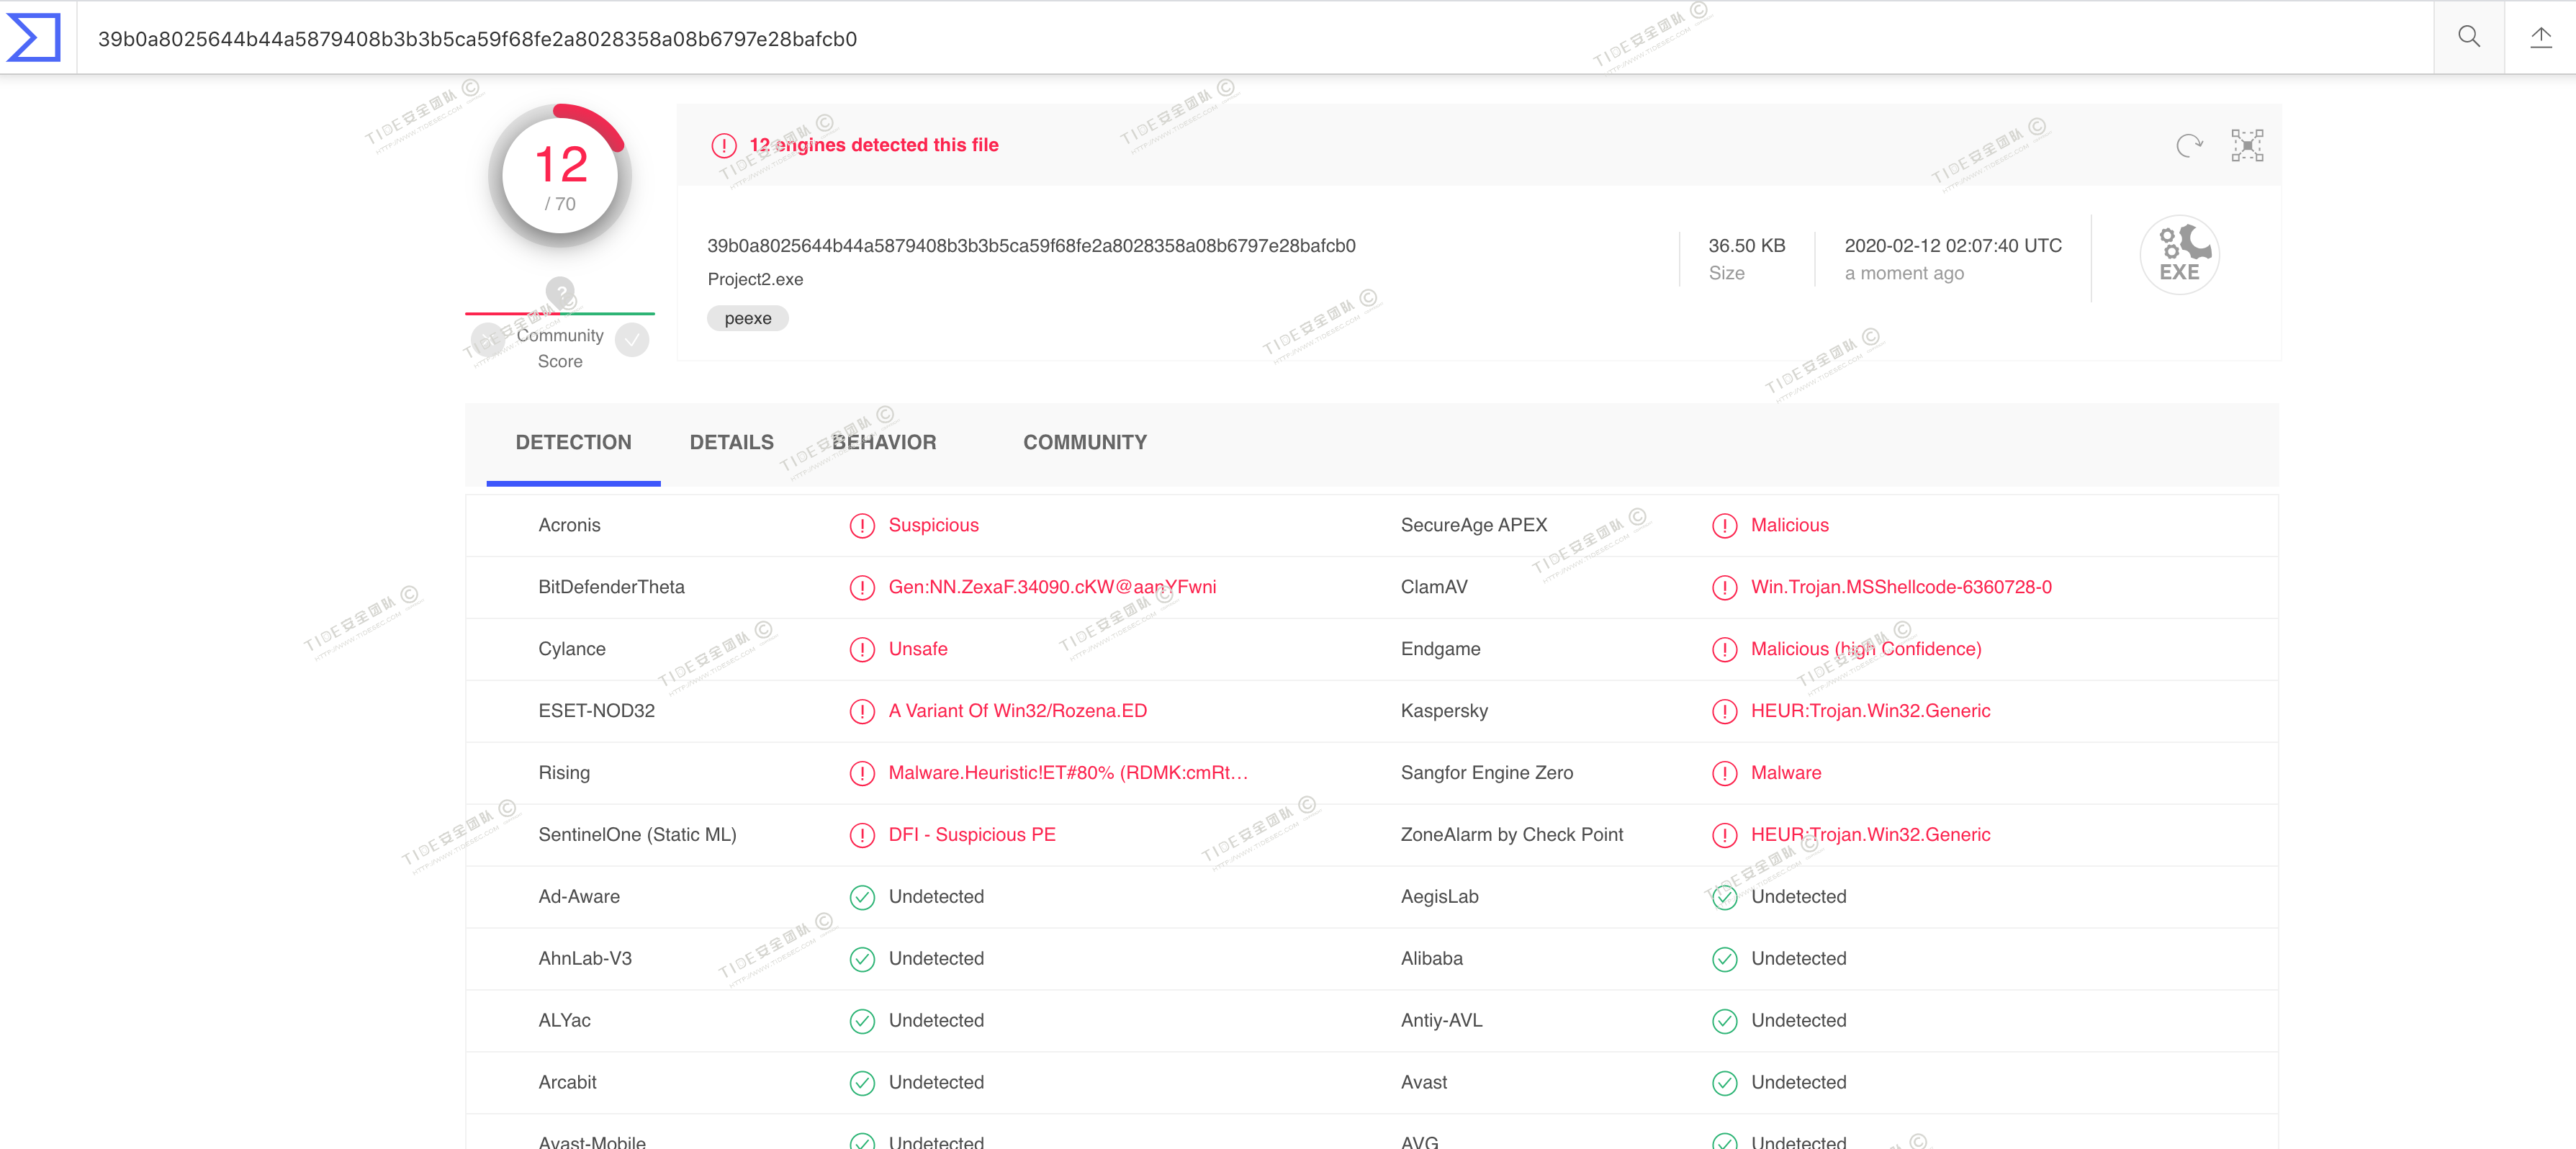 39b0a8025644b44a5879408b3b3b5ca59f68fe2a8028358a08b6797e28bafcb0
12
/ 70
12 engines detected this file
39b0a8025644b44a5879408b3b3b5ca59f68fe2a8028358a08b6797e28bafcb0
Project2.exe
peexe
36.50 KB
Size
2020-02-12 02:07:40 UTC
a moment ago
EXE
?
Community
Score
DETECTION DETAILS BEHAVIOR COMMUNITY
Acronis Suspicious SecureAge APEX Malicious
BitDefenderTheta Gen:NN.ZexaF.34090.cKW@aanYFwni ClamAV Win.Trojan.MSShellcode-6360728-0
Cylance Unsafe Endgame Malicious (high Confidence)
ESET-NOD32 A Variant Of Win32/Rozena.ED Kaspersky HEUR:Trojan.Win32.Generic
Rising Malware.Heuristic!ET#80% (RDMK:cmRt… Sangfor Engine Zero Malware
SentinelOne (Static ML) DFI - Suspicious PE ZoneAlarm by Check Point HEUR:Trojan.Win32.Generic
Ad-Aware Undetected AegisLab Undetected
AhnLab-V3 Undetected Alibaba Undetected
ALYac Undetected Antiy-AVL Undetected
Arcabit Undetected Avast Undetected
Avast-Mobile Undetected AVG Undetected
TIDE安全团队 ©
HTTP://WWW.TIDESEC.COM